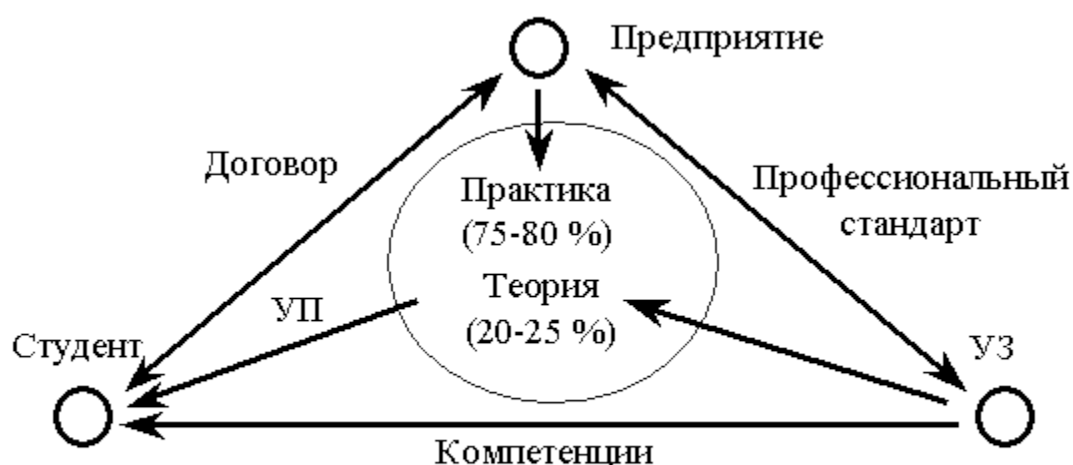 Предприятие
Договор
Профессиональный
стандарт
Практика
(75-80 %)
Теория
(20-25 %)
УП
Студент
УЗ
Компетенции